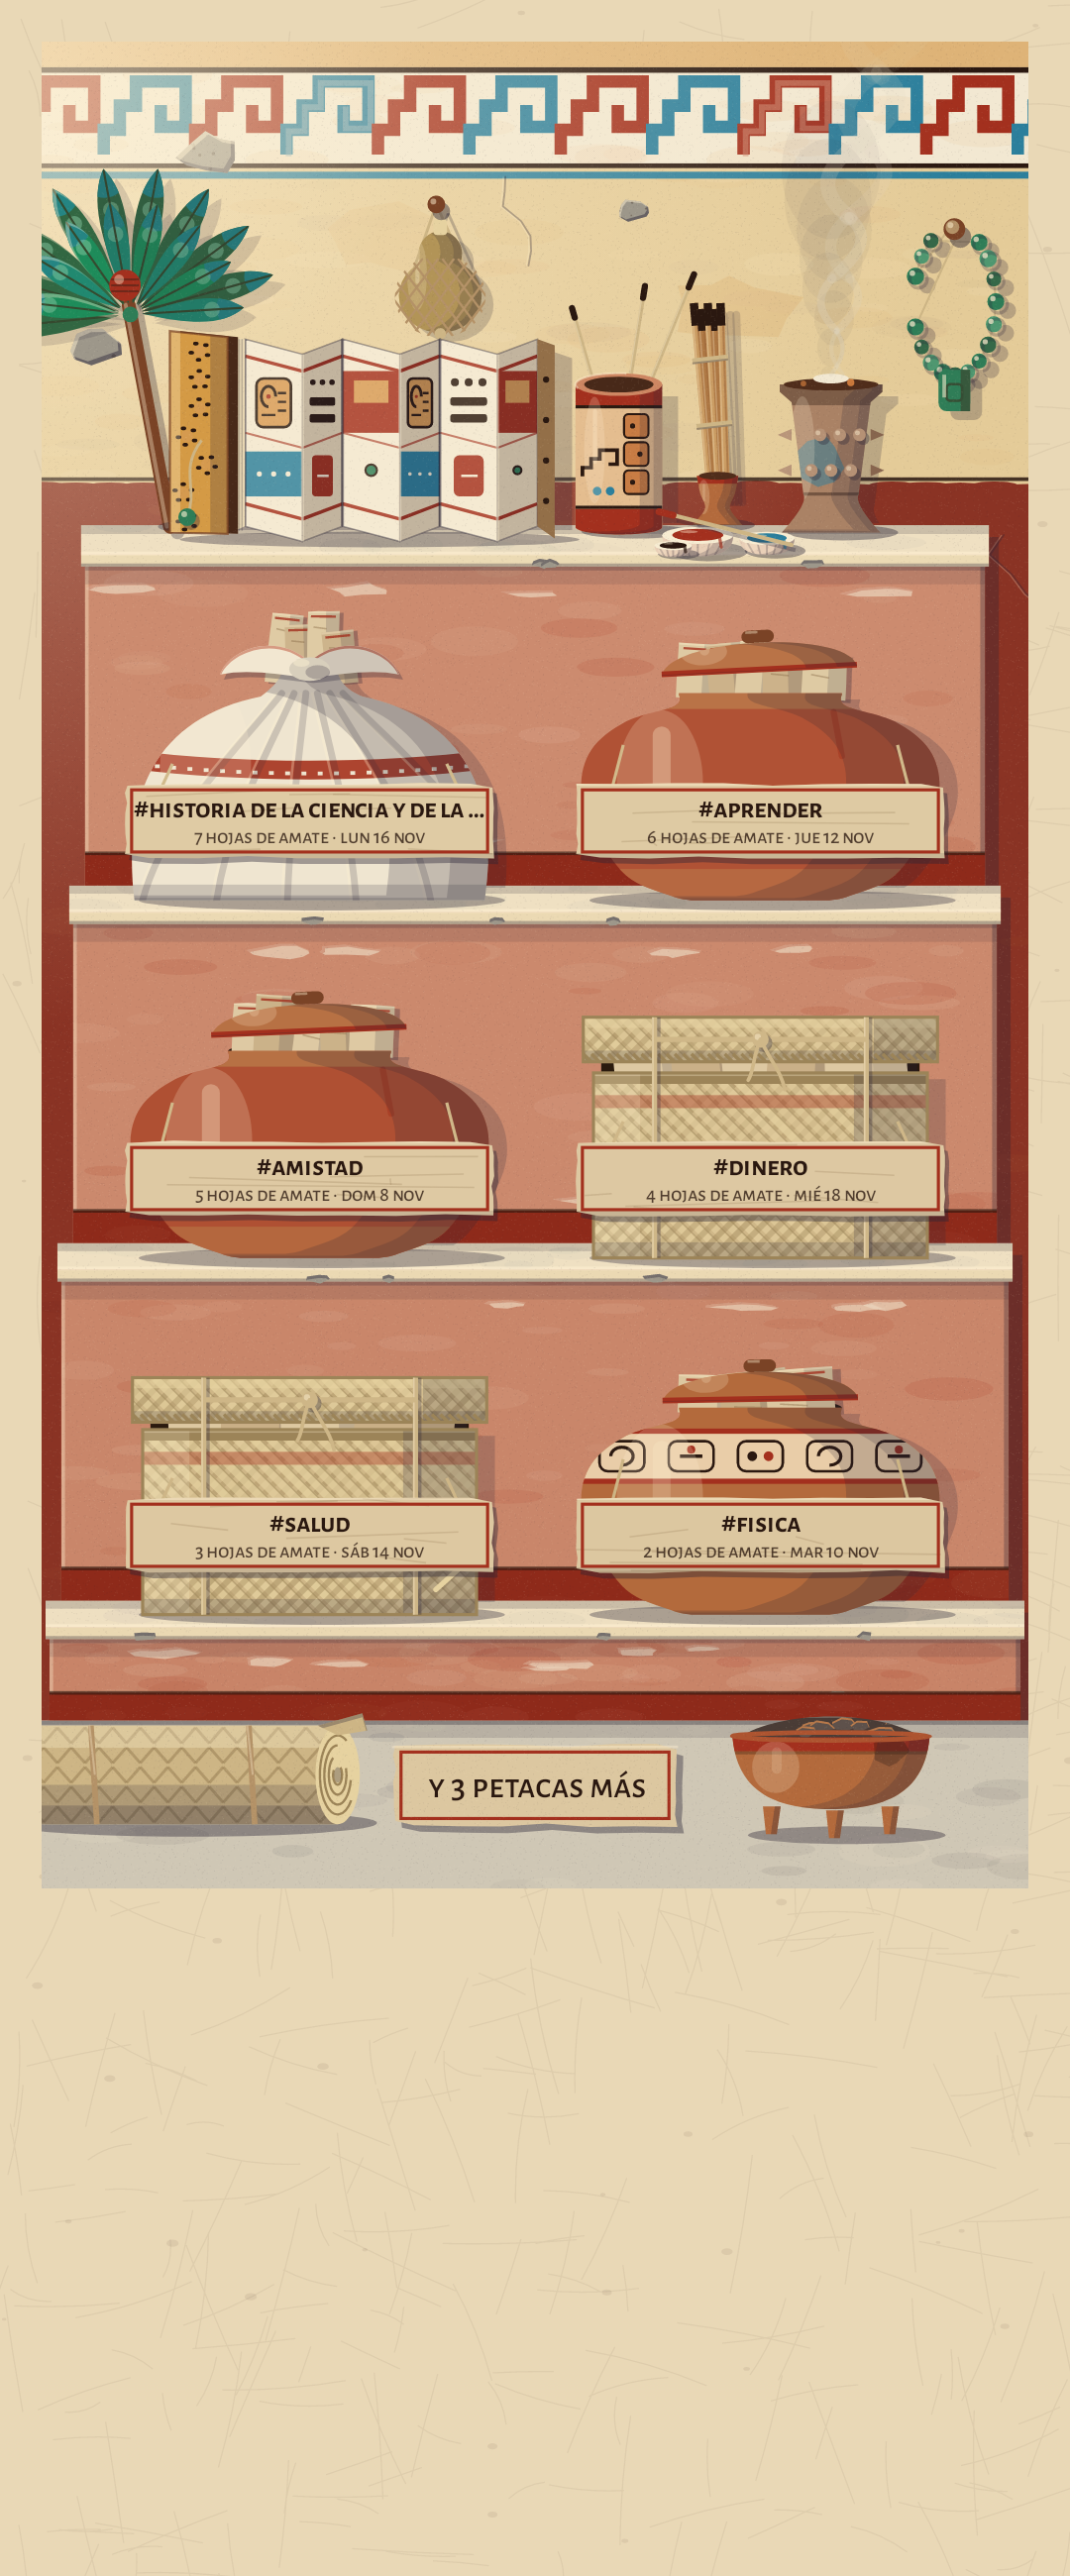 #HISTORIA DE LA CIENCIA Y DE LA ...
7 HOJAS DE AMATE · LUN 16 NOV
#APRENDER
6 HOJAS DE AMATE · JUE 12 NOV
#AMISTAD
5 HOJAS DE AMATE · DOM 8 NOV
#DINERO
4 HOJAS DE AMATE · MIÉ 18 NOV
#SALUD
3 HOJAS DE AMATE · SÁB 14 NOV
#FISICA
2 HOJAS DE AMATE · MAR 10 NOV
Y 3 PETACAS MÁS